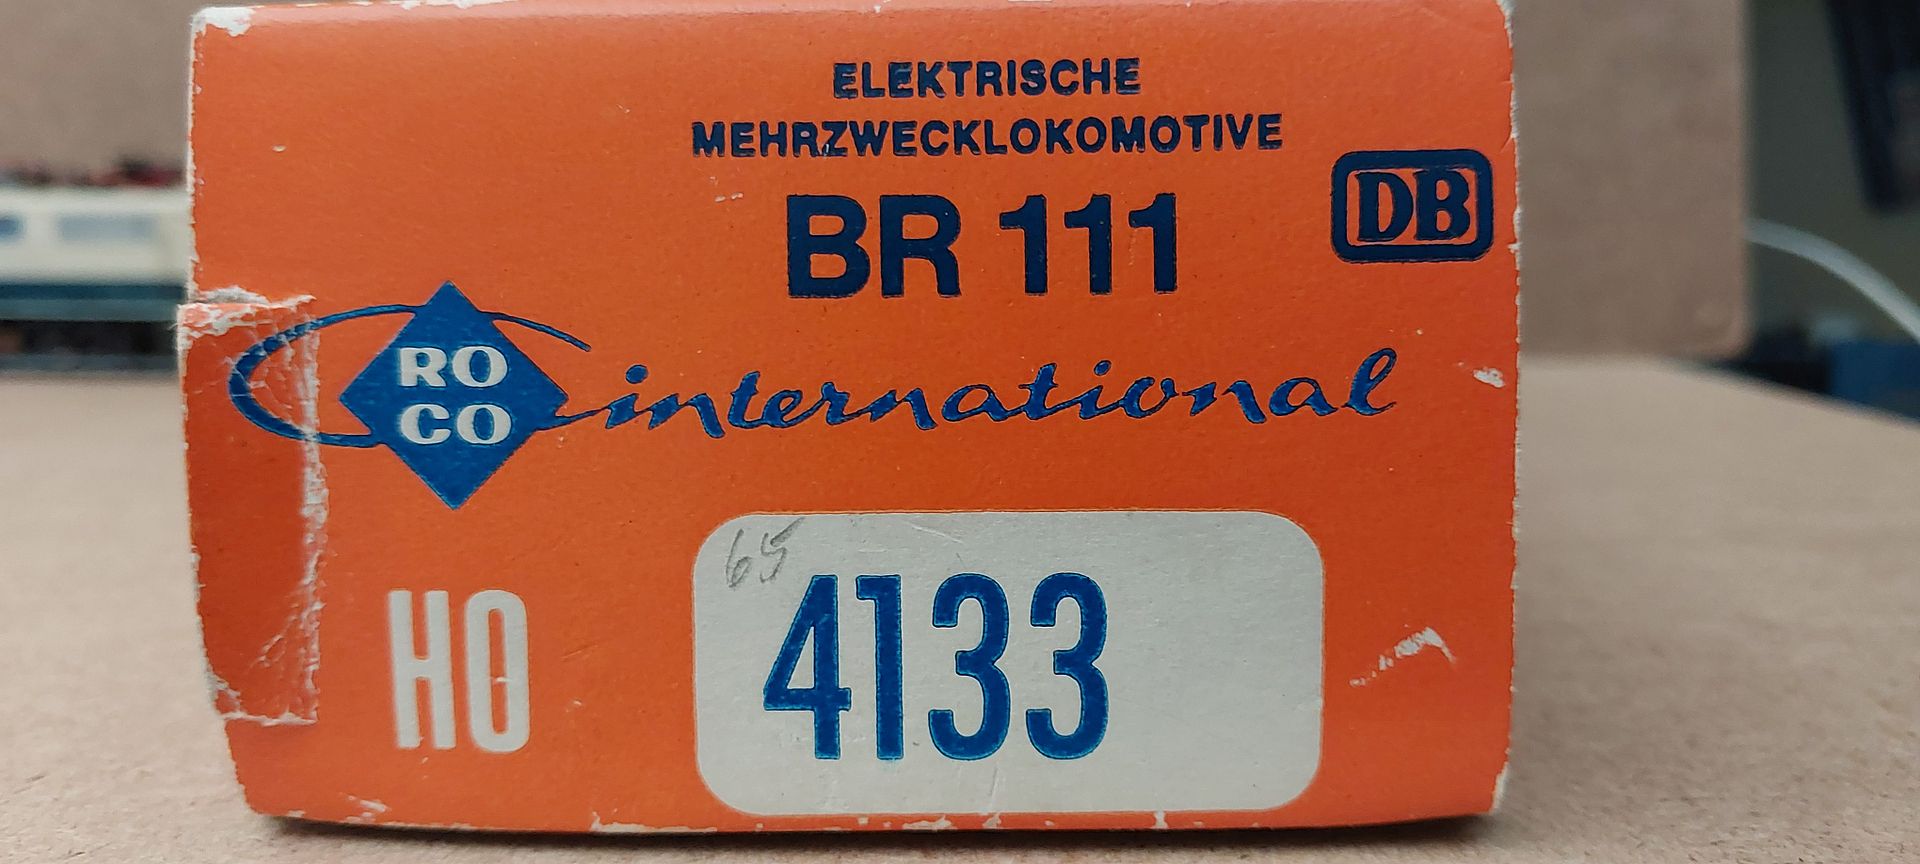 ELEKTRISCHE
MEHRZWECKLOKOMOTIVE
BR 111
DB
RO
CO
international
65
HO
4133